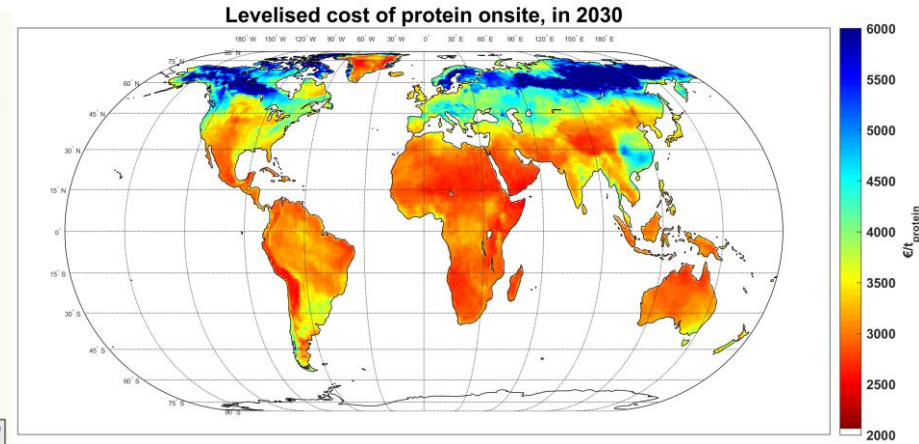 Levelised cost of protein onsite, in 2030
180° W 150° W 120° W 90° W 60° W 30° W 0° 30° E 60° E 90° E 120° E 150° E 180° E
75° N
60° N
45° N
30° N
15° N
0°
15° S
30° S
45° S
60° S
75° S
90° S
6000
5500
5000
4500
4000
3500
3000
2500
2000
€/t protein